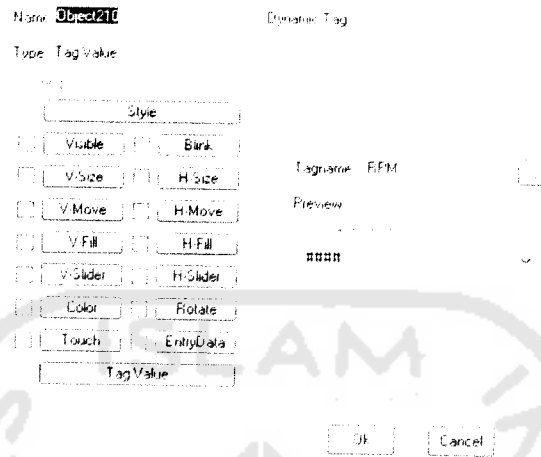 Name Object210
Dynamic Tag
Type Tag Value
Style
Visible Blink
V-Size H-Size
Tagname RPM
V-Move H-Move
Preview
V-Fill H-Fill
####
V-Slider H-Slider
Color Rotate
Touch EntryData
Tag Value
Ok Cancel
ISLAM